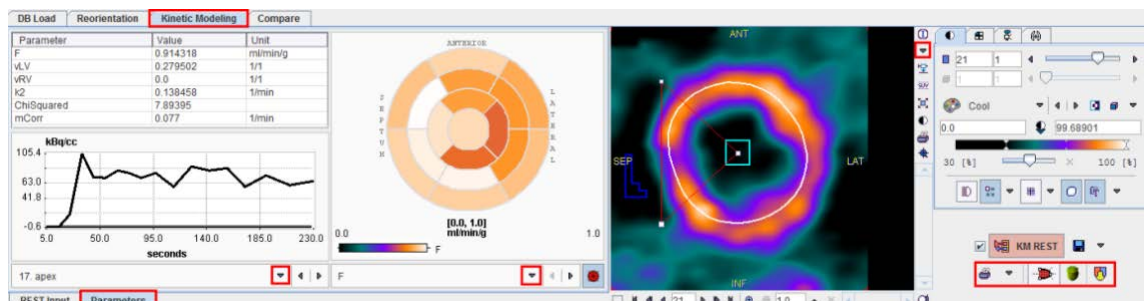 DB Load Reorientation Kinetic Modeling Compare
Parameter Value Unit
F 0.914318 ml/min/g
vLV 0.279502 1/1
vRV 0.0 1/1
k2 0.138458 1/min
ChiSquared 7.89395
mCorr 0.077 1/min
kBq/cc
105.4
63.0
41.8
-0.6
5.0 50.0 95.0 140.0 185.0 230.0
seconds
17. apex
ANTERIOR
SEPTUM
LATERAL
[0.0, 1.0]
ml/min/g
0.0 1.0
F
F
ANT
SEP LAT
INF
21 1
1 1
Cool
0.0 99.68901
30 [%] 100 [%]
KM REST
REST Input Parameters
21 1.0